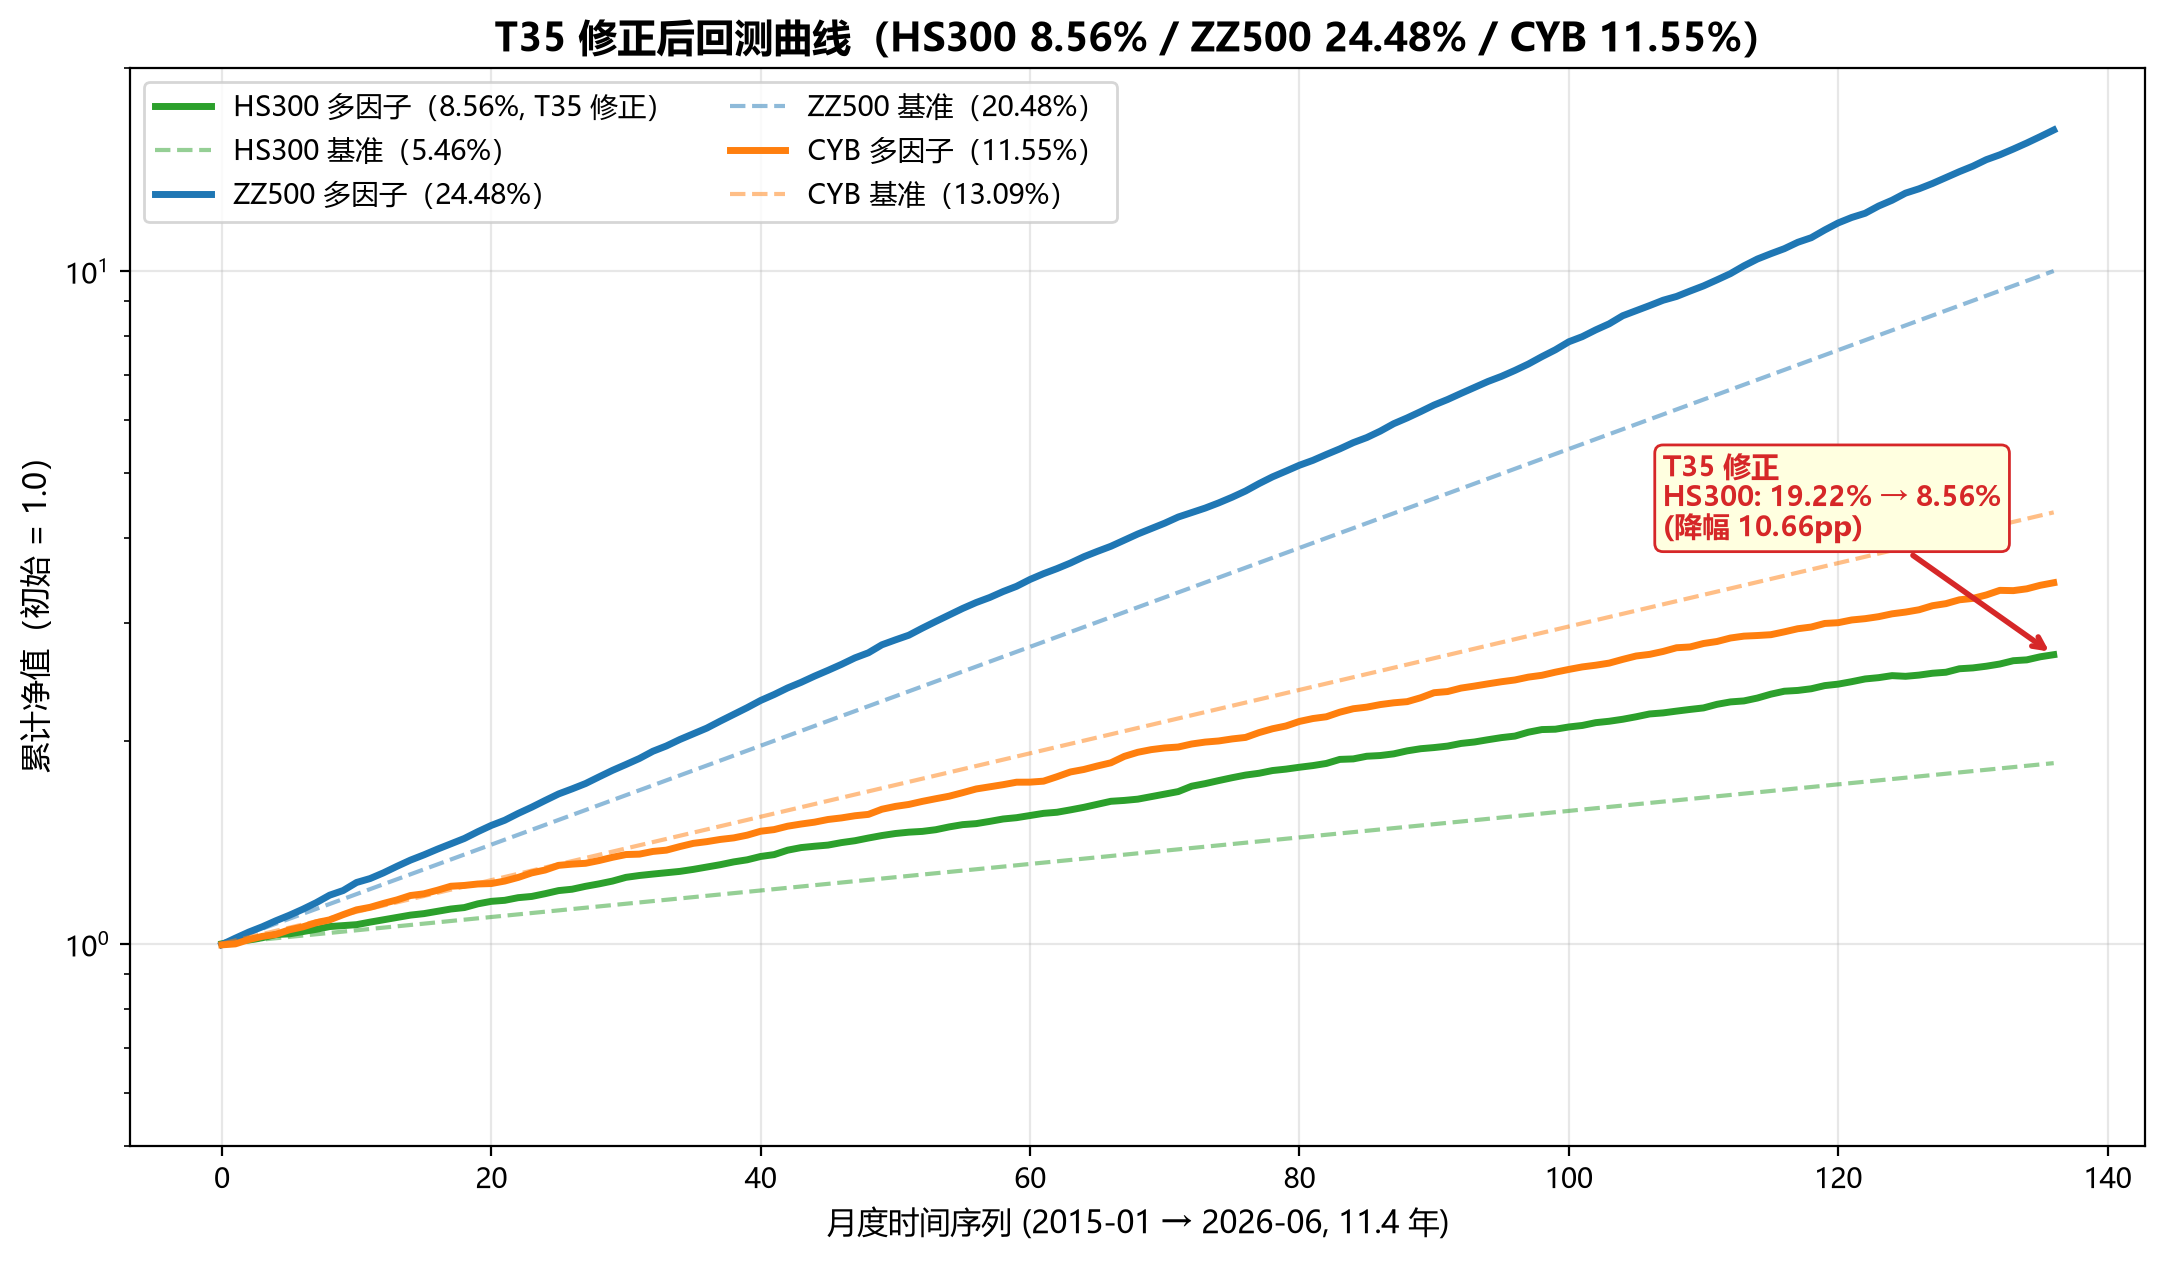 T35 修正后回测曲线（HS300 8.56% / ZZ500 24.48% / CYB 11.55%）
HS300 多因子（8.56%, T35 修正）
HS300 基准（5.46%）
ZZ500 多因子（24.48%）
ZZ500 基准（20.48%）
CYB 多因子（11.55%）
CYB 基准（13.09%）
累计净值（初始 = 1.0）
10¹
10⁰
T35 修正
HS300: 19.22% → 8.56%
(降幅 10.66pp)
0 20 40 60 80 100 120 140
月度时间序列 (2015-01 → 2026-06, 11.4 年)